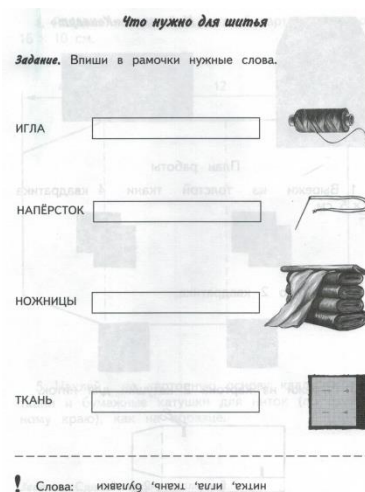 Что нужно для шитья
Задание. Впиши в рамочки нужные слова.
ИГЛА
НАПЁРСТОК
НОЖНИЦЫ
ТКАНЬ
! Слова: нитка, игла, ткань, булавки